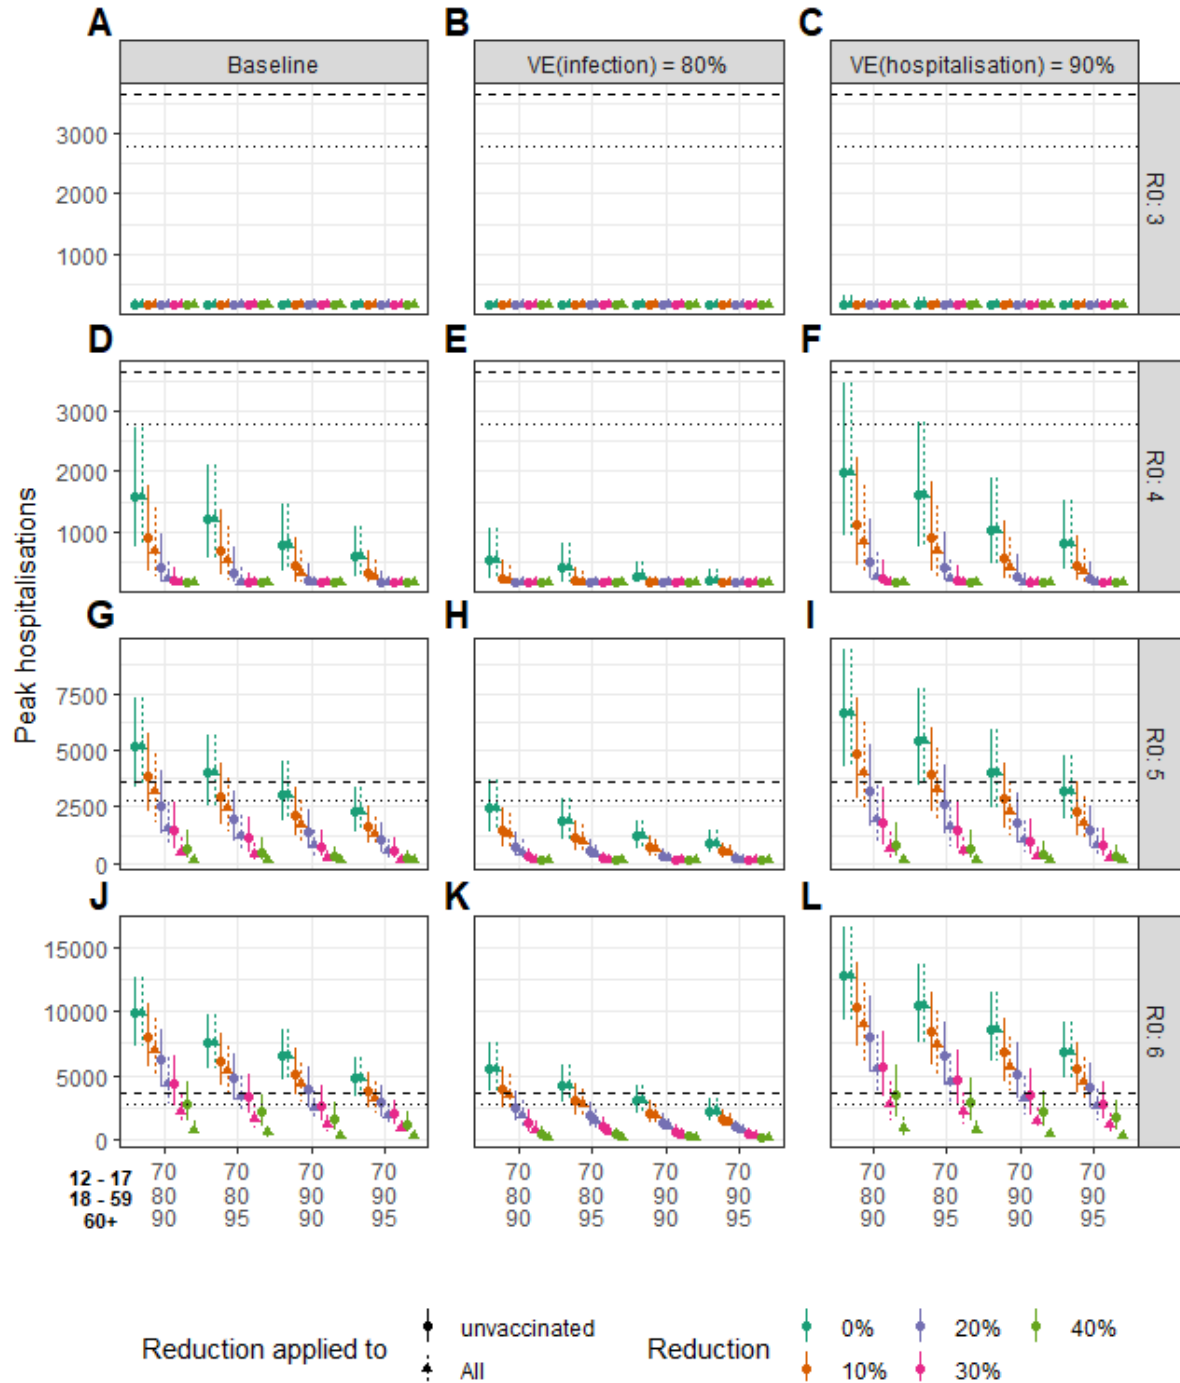 A B C
Baseline VE(infection) = 80% VE(hospitalisation) = 90%
3000
2000
1000
R0: 3
D E F
3000
2000
1000
R0: 4
G H I
7500
5000
2500
0
R0: 5
J K L
15000
10000
5000
0
R0: 6
Peak hospitalisations
12 - 17 70 70 70 70 70 70 70 70 70 70 70 70
18 - 59 80 80 90 90 80 80 90 90 80 80 90 90
60+ 90 95 90 95 90 95 90 95 90 95 90 95
Reduction applied to unvaccinated Reduction 0% 20% 40%
All 10% 30%